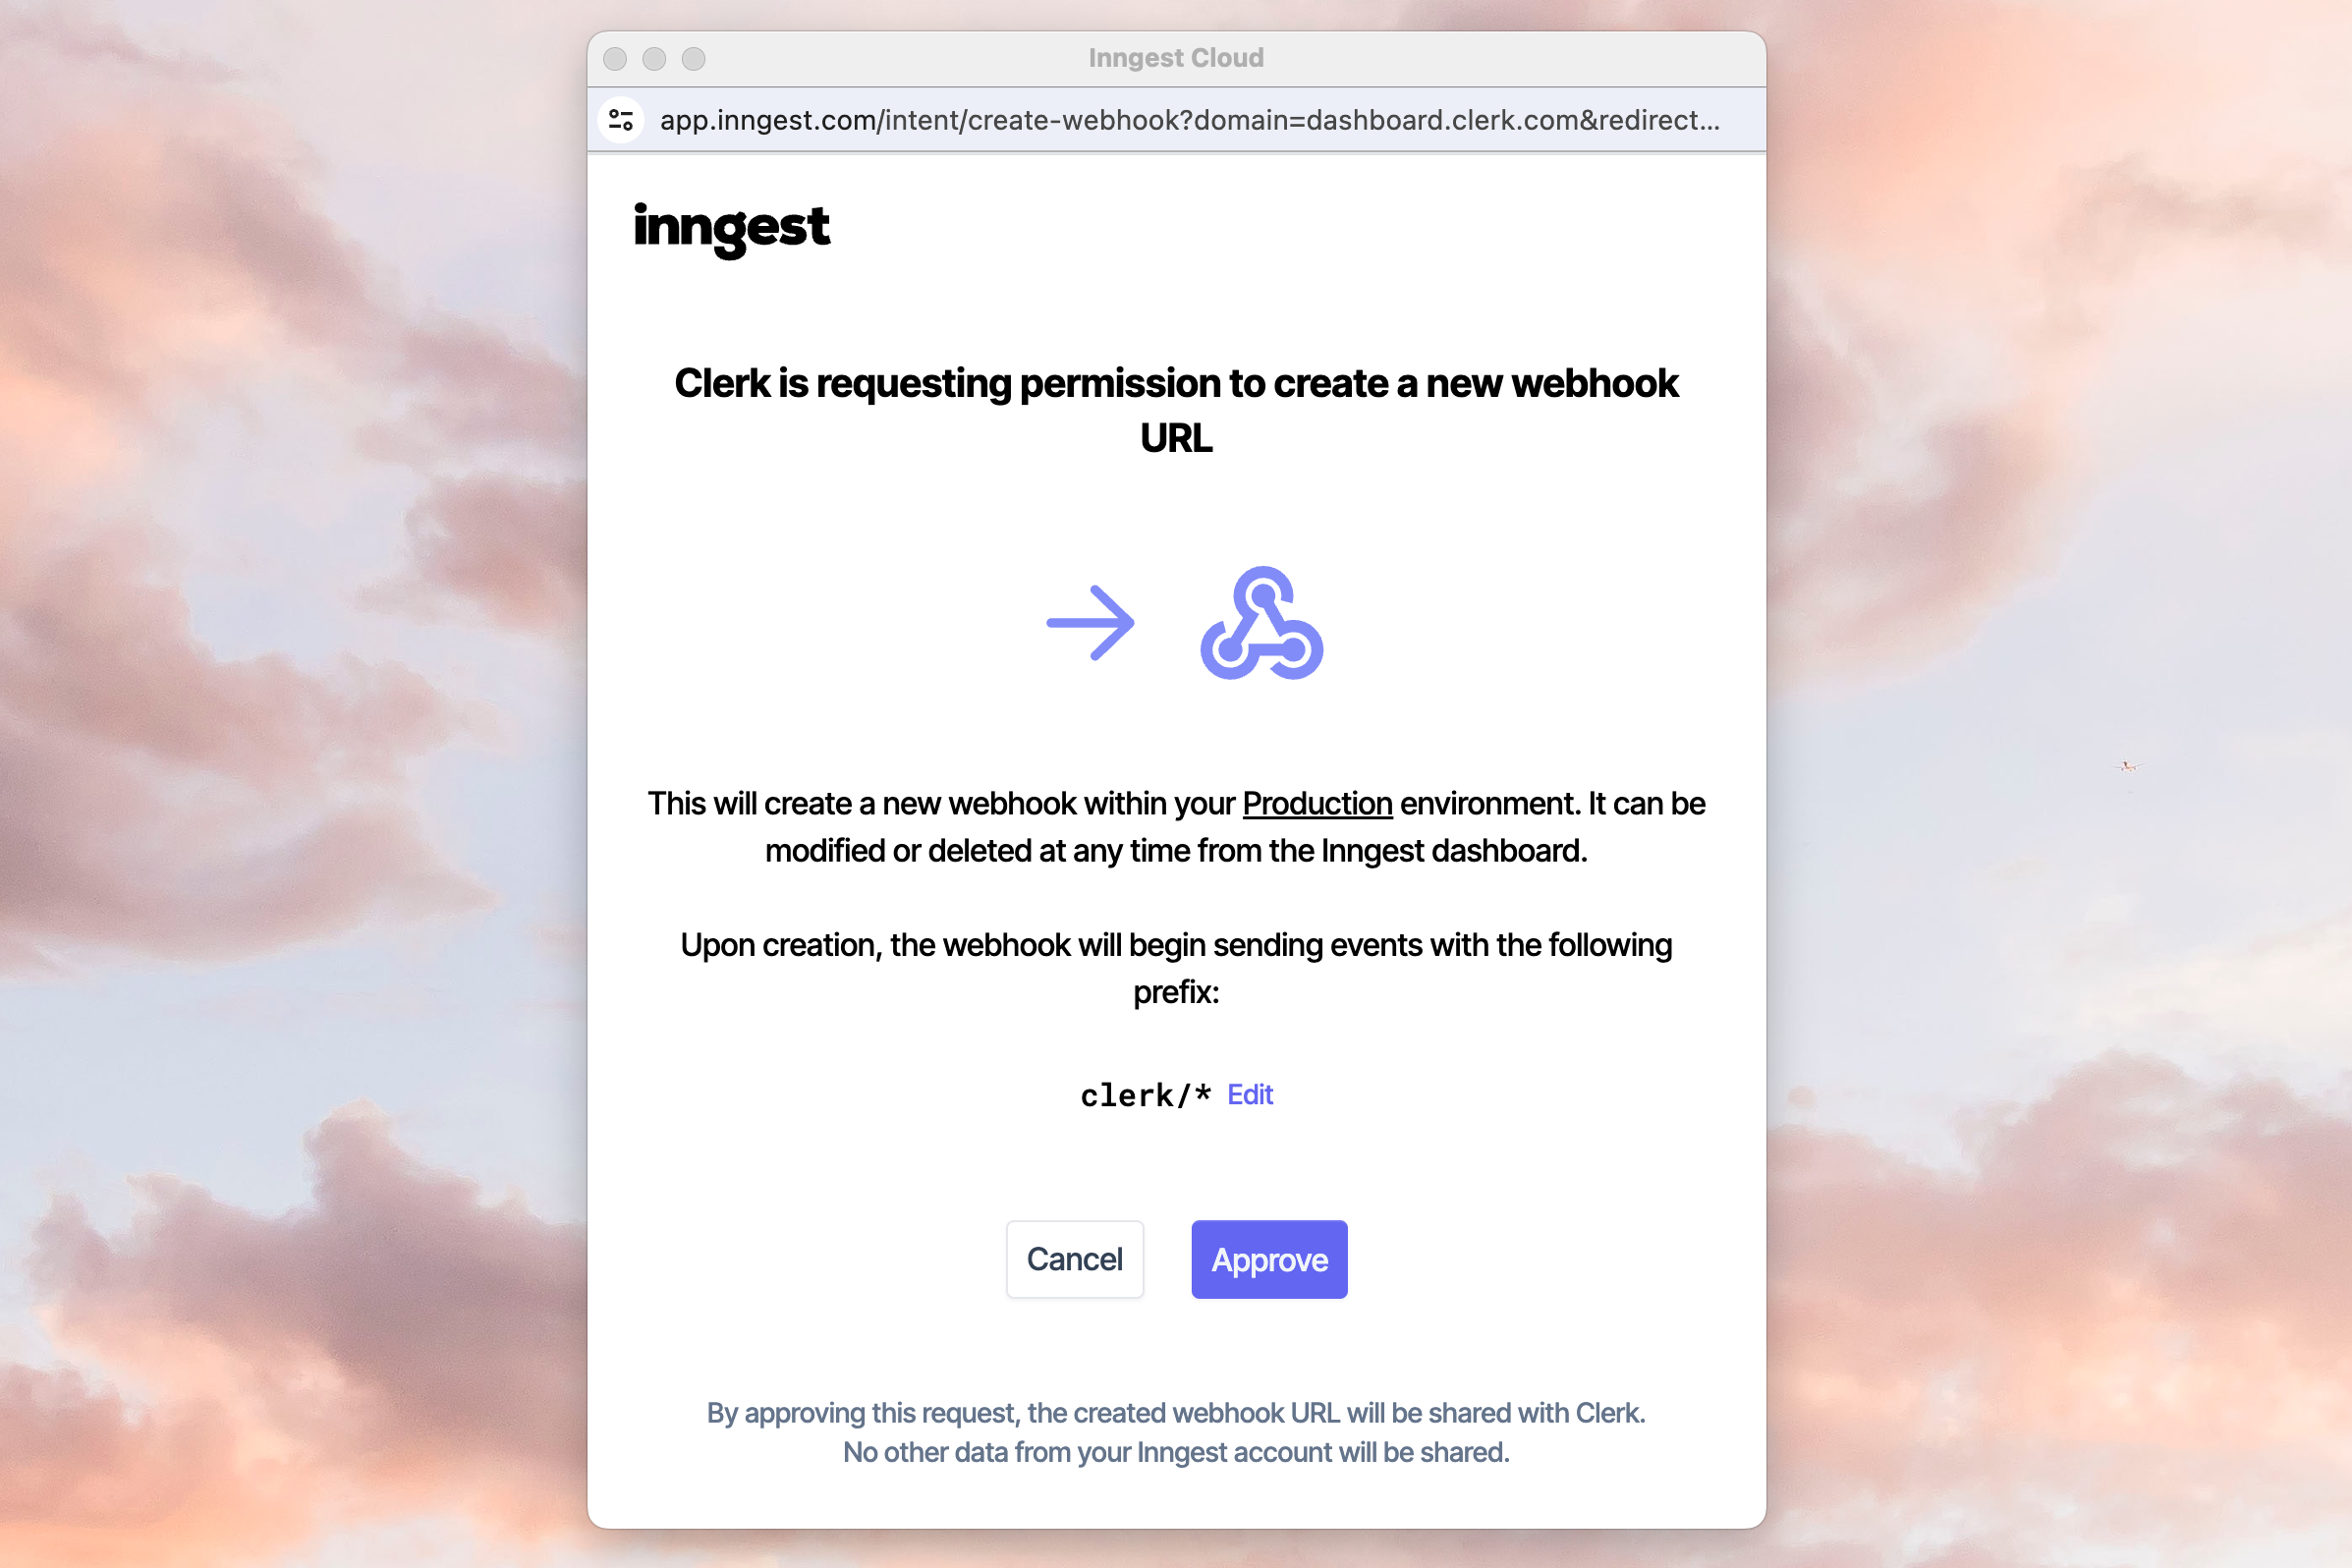 Inngest Cloud
app.inngest.com/intent/create-webhook?domain=dashboard.clerk.com&redirect...
inngest
Clerk is requesting permission to create a new webhook
URL
This will create a new webhook within your Production environment. It can be
modified or deleted at any time from the Inngest dashboard.
Upon creation, the webhook will begin sending events with the following
prefix:
clerk/* Edit
Cancel Approve
By approving this request, the created webhook URL will be shared with Clerk.
No other data from your Inngest account will be shared.